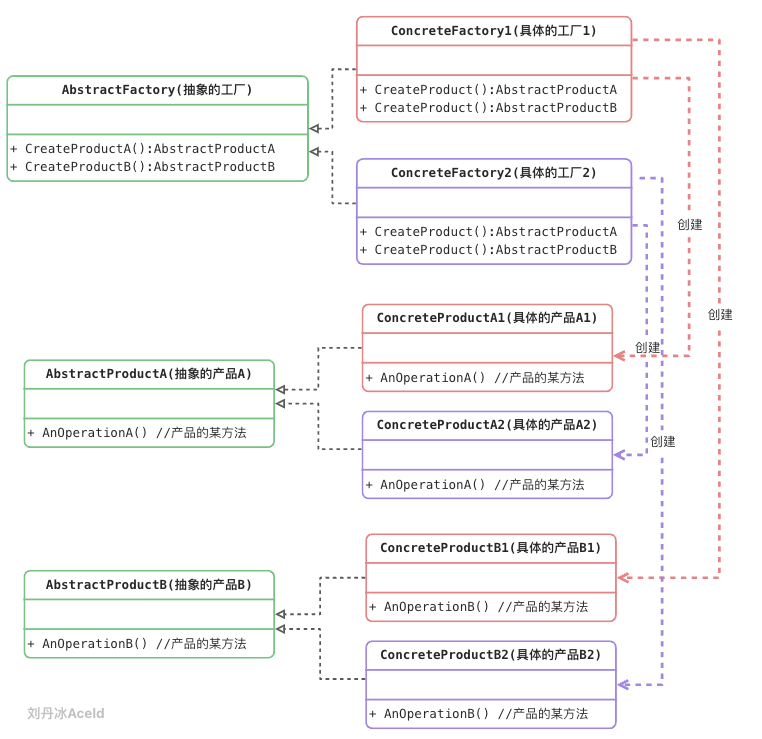 ConcreteFactory1(具体的工厂1)
+ CreateProduct():AbstractProductA
+ CreateProduct():AbstractProductB
AbstractFactory(抽象的工厂)
+ CreateProductA():AbstractProductA
+ CreateProductB():AbstractProductB
ConcreteFactory2(具体的工厂2)
+ CreateProduct():AbstractProductA
+ CreateProduct():AbstractProductB
创建
创建
ConcreteProductA1(具体的产品A1)
+ AnOperationA() //产品的某方法
创建
AbstractProductA(抽象的产品A)
+ AnOperationA() //产品的某方法
ConcreteProductA2(具体的产品A2)
+ AnOperationA() //产品的某方法
创建
ConcreteProductB1(具体的产品B1)
+ AnOperationB() //产品的某方法
AbstractProductB(抽象的产品B)
+ AnOperationB() //产品的某方法
ConcreteProductB2(具体的产品B2)
+ AnOperationB() //产品的某方法
刘丹冰Aceld